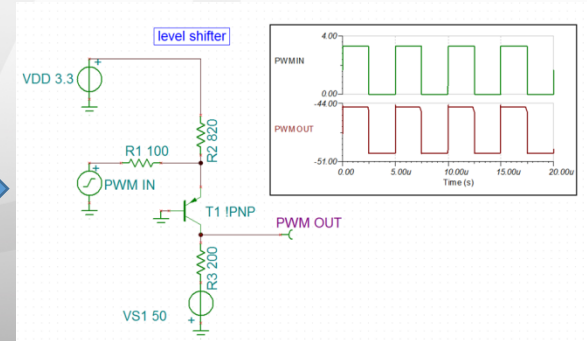 level shifter
VDD 3.3
+
R2 820
R1 100
+
PWM IN
T1 !PNP
PWM OUT
R3 200
VS1 50
+
4.00
PWMIN
0.00
-44.00
PWMOUT
-51.00
0.00 5.00u 10.00u 15.00u 20.00u
Time (s)